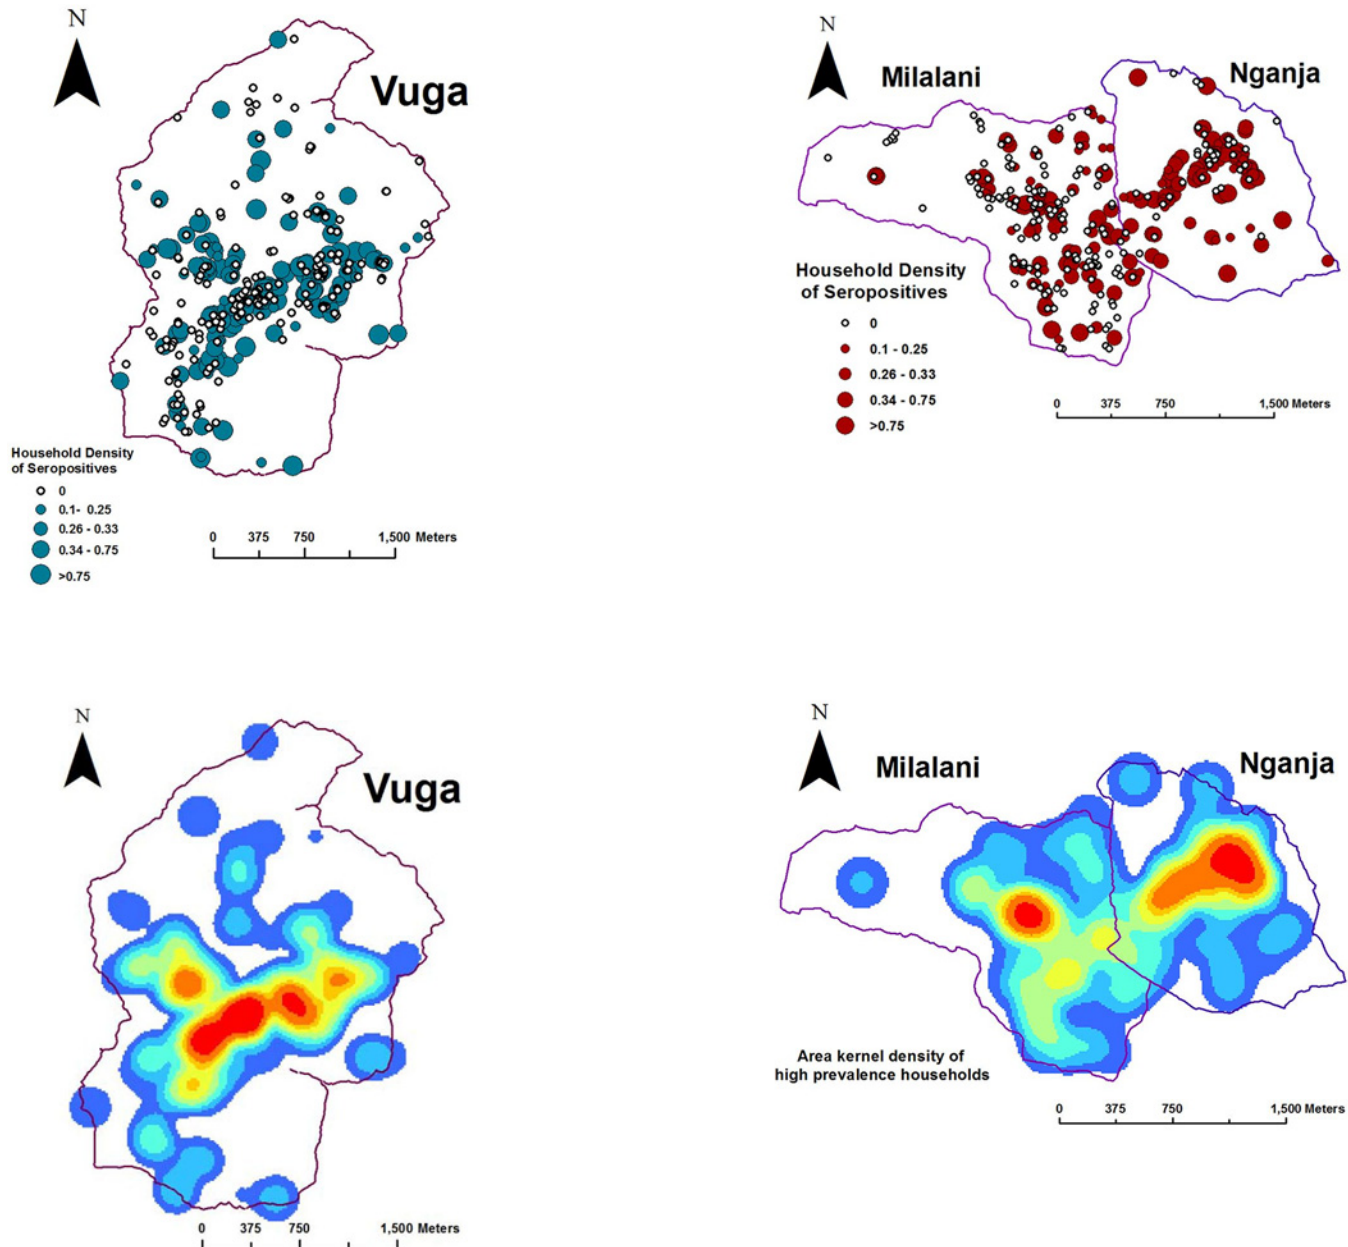 N
Vuga
Household Density
of Seropositives
0
0.1- 0.25
0.26 - 0.33
0.34 - 0.75
>0.75
0 375 750 1,500 Meters
N
Milalani
Nganja
Household Density
of Seropositives
0
0.1 - 0.25
0.26 - 0.33
0.34 - 0.75
>0.75
0 375 750 1,500 Meters
N
Vuga
0 375 750 1,500 Meters
N
Milalani
Nganja
Area kernel density of
high prevalence households
0 375 750 1,500 Meters